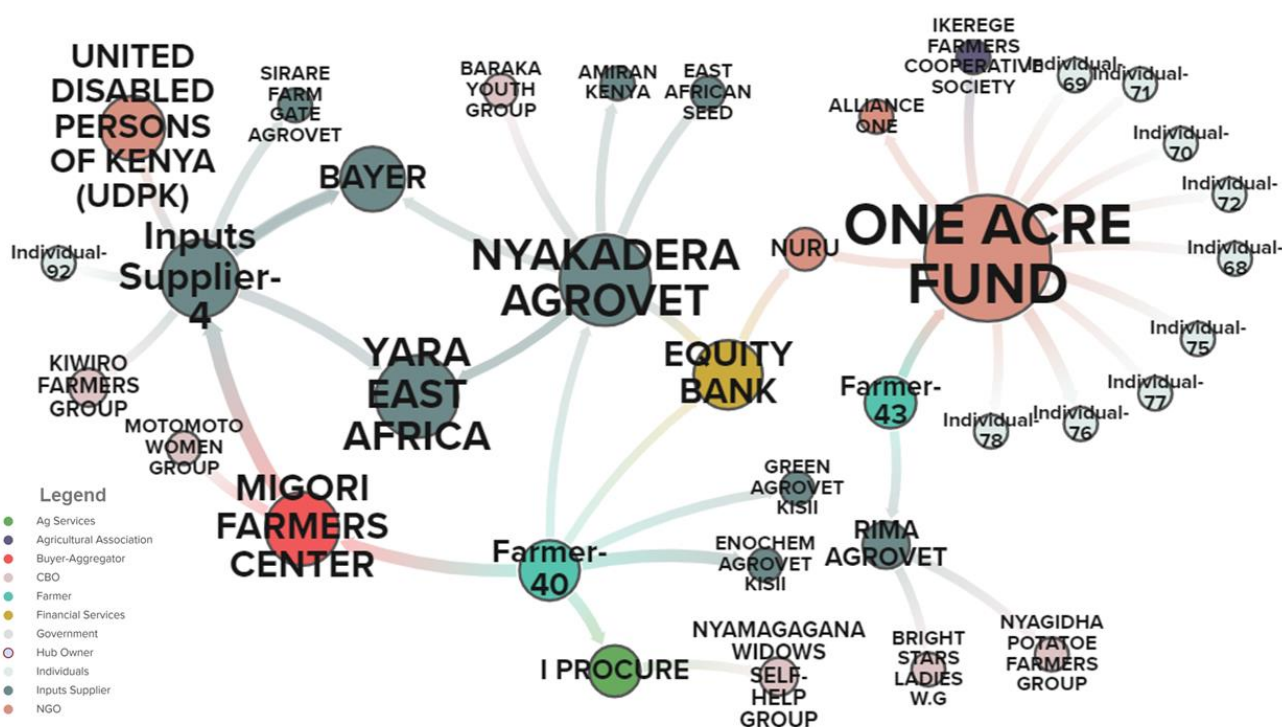 UNITED
DISABLED
PERSONS
OF KENYA
(UDPK)
SIRARE
FARM
GATE
AGROVET
BARAKA
YOUTH
GROUP
AMIRAN
KENYA
EAST
AFRICAN
SEED
IKEREGE
FARMERS
COOPERATIVE
SOCIETY
Individual-
69
Individual-
71
ALLIANCE
ONE
Individual-
70
Individual-
72
Individual-
68
BAYER
Inputs
Supplier-
4
Individual-
92
NYAKADERA
AGROVET
NURU
ONE ACRE
FUND
Individual-
75
Individual-
77
Individual-
76
Individual-
78
KIWIRO
FARMERS
GROUP
YARA
EAST
AFRICA
EQUITY
BANK
Farmer-
43
MOTOMOTO
WOMEN
GROUP
MIGORI
FARMERS
CENTER
GREEN
AGROVET
KISII
Farmer-
40
ENOCHEM
AGROVET
KISII
RIMA
AGROVET
I PROCURE
NYAMAGAGANA
WIDOWS
SELF-
HELP
GROUP
BRIGHT
STARS
LADIES
W.G
NYAGIDHA
POTATOE
FARMERS
GROUP
Legend
Ag Services
Agricultural Association
Buyer-Aggregator
CBO
Farmer
Financial Services
Government
Hub Owner
Individuals
Inputs Supplier
NGO